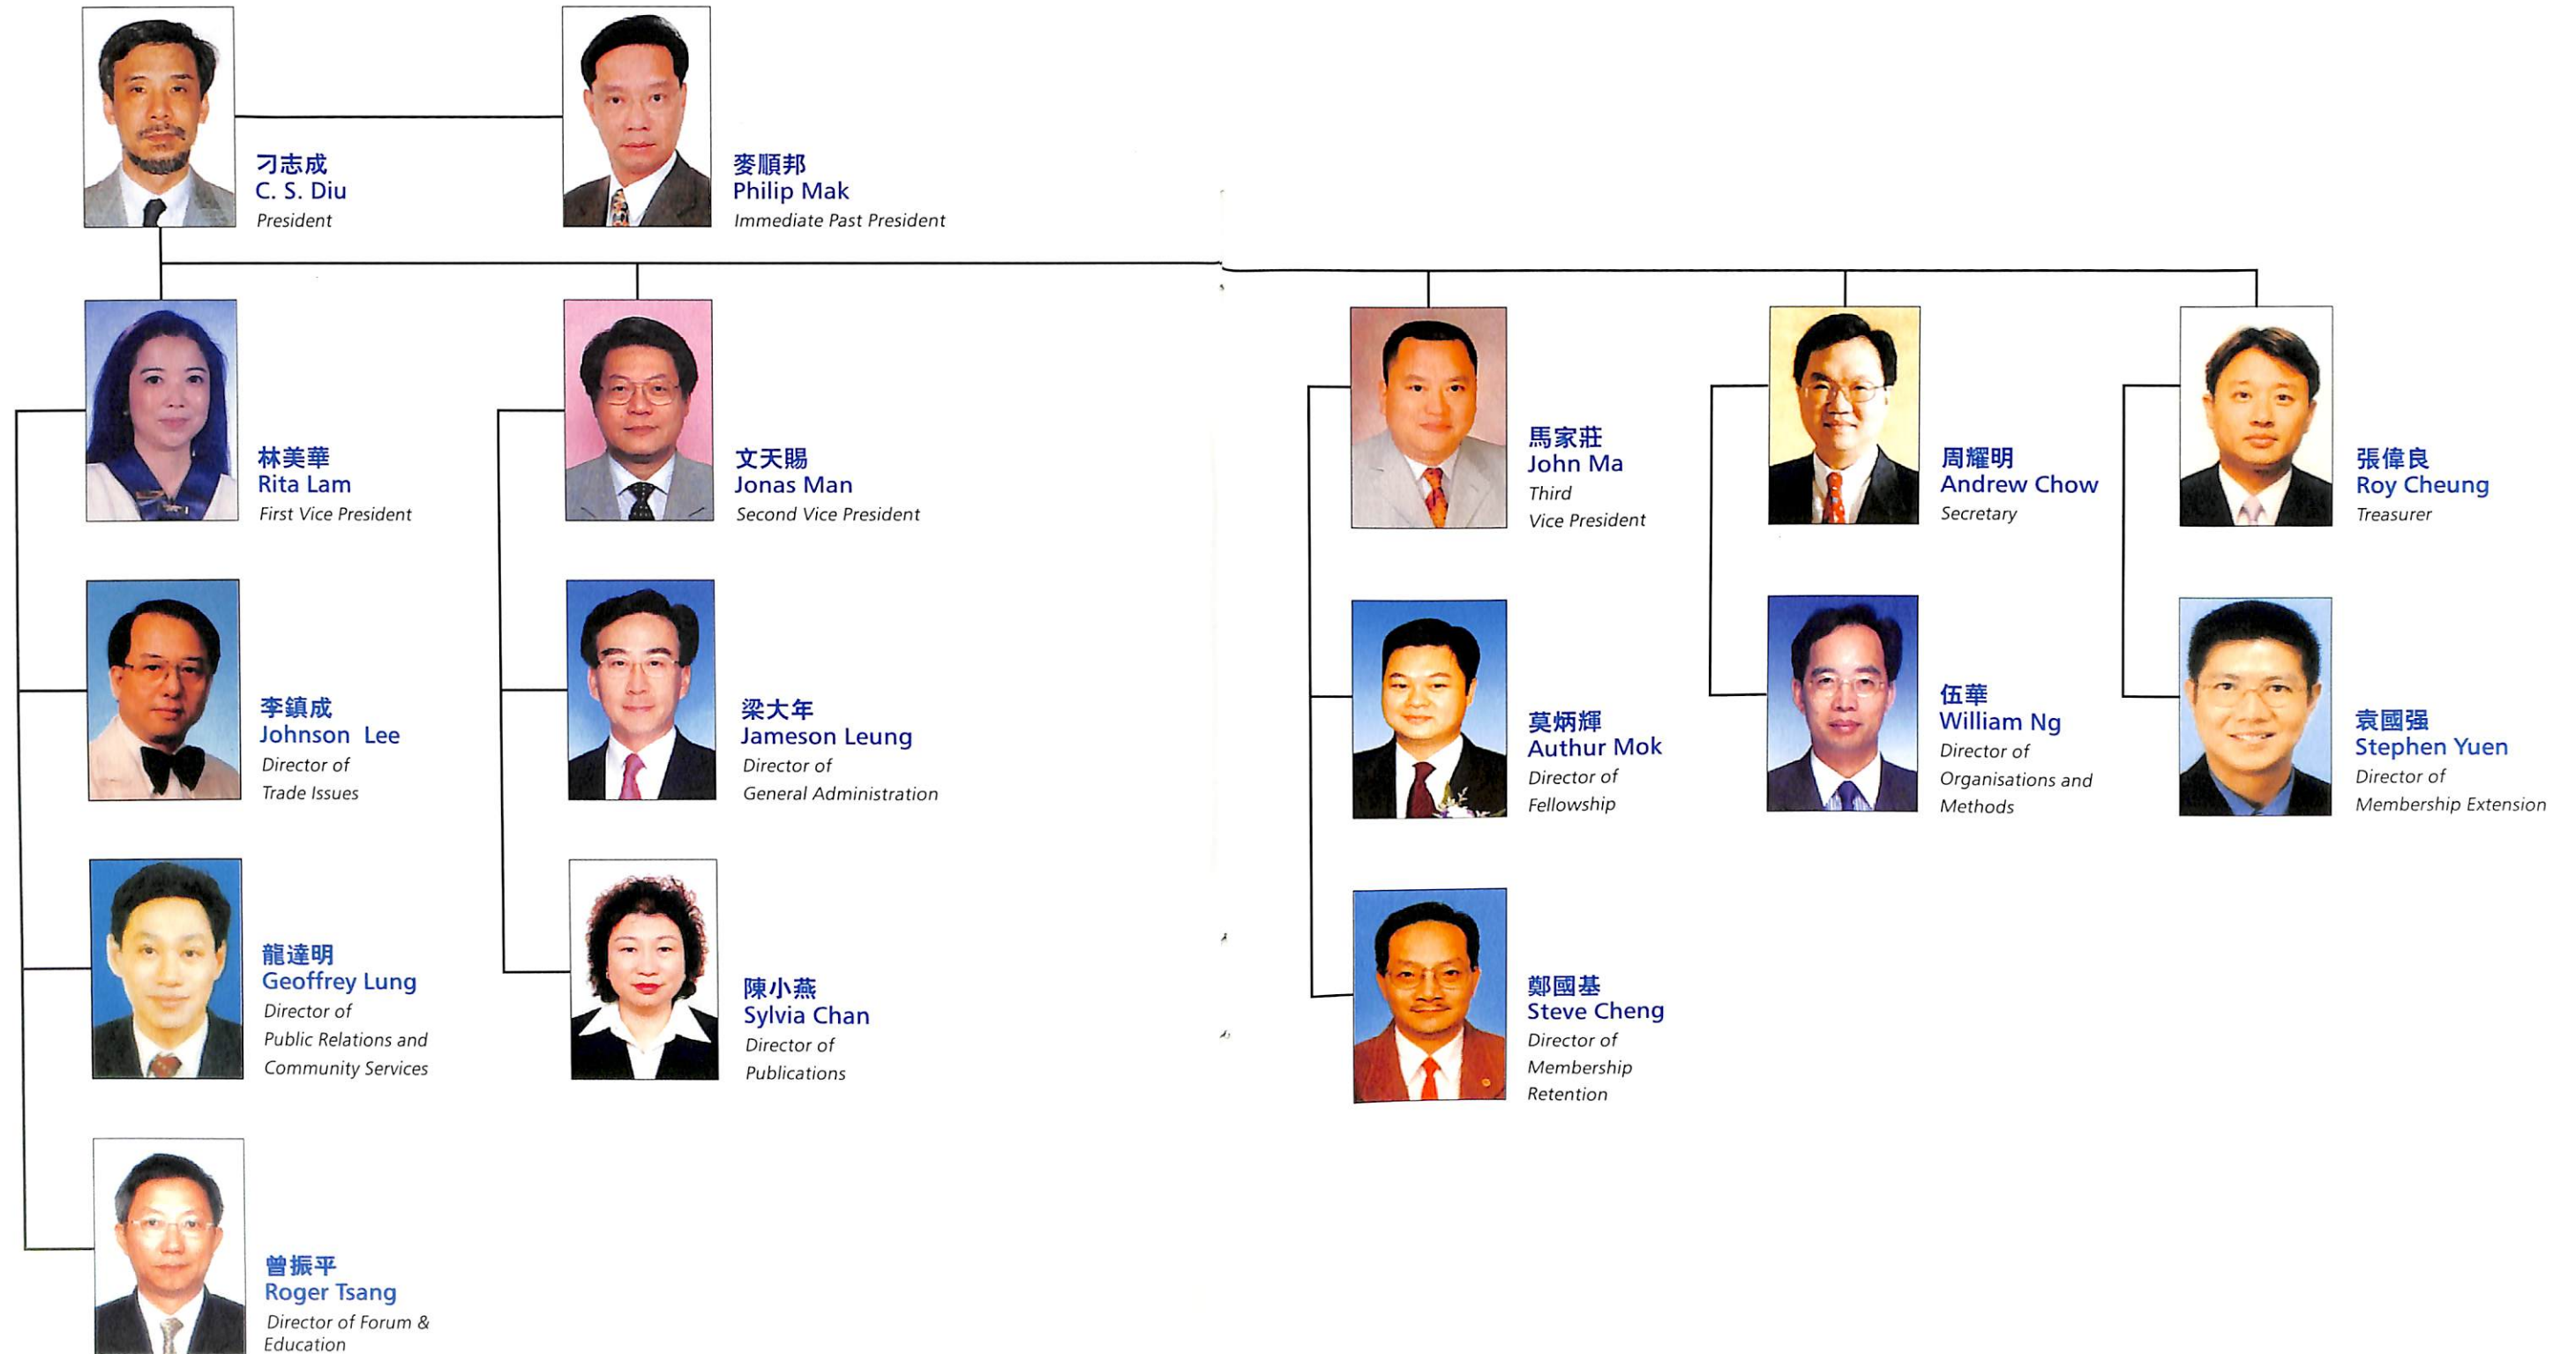 刁志成
C. S. Diu
President
麥順邦
Philip Mak
Immediate Past President
林美華
Rita Lam
First Vice President
文天賜
Jonas Man
Second Vice President
馬家莊
John Ma
Third
Vice President
周耀明
Andrew Chow
Secretary
張偉良
Roy Cheung
Treasurer
李鎮成
Johnson Lee
Director of
Trade Issues
梁大年
Jameson Leung
Director of
General Administration
莫炳輝
Authur Mok
Director of
Fellowship
伍華
William Ng
Director of
Organisations and
Methods
袁國强
Stephen Yuen
Director of
Membership Extension
龍達明
Geoffrey Lung
Director of
Public Relations and
Community Services
陳小燕
Sylvia Chan
Director of
Publications
鄭國基
Steve Cheng
Director of
Membership
Retention
曾振平
Roger Tsang
Director of Forum &
Education